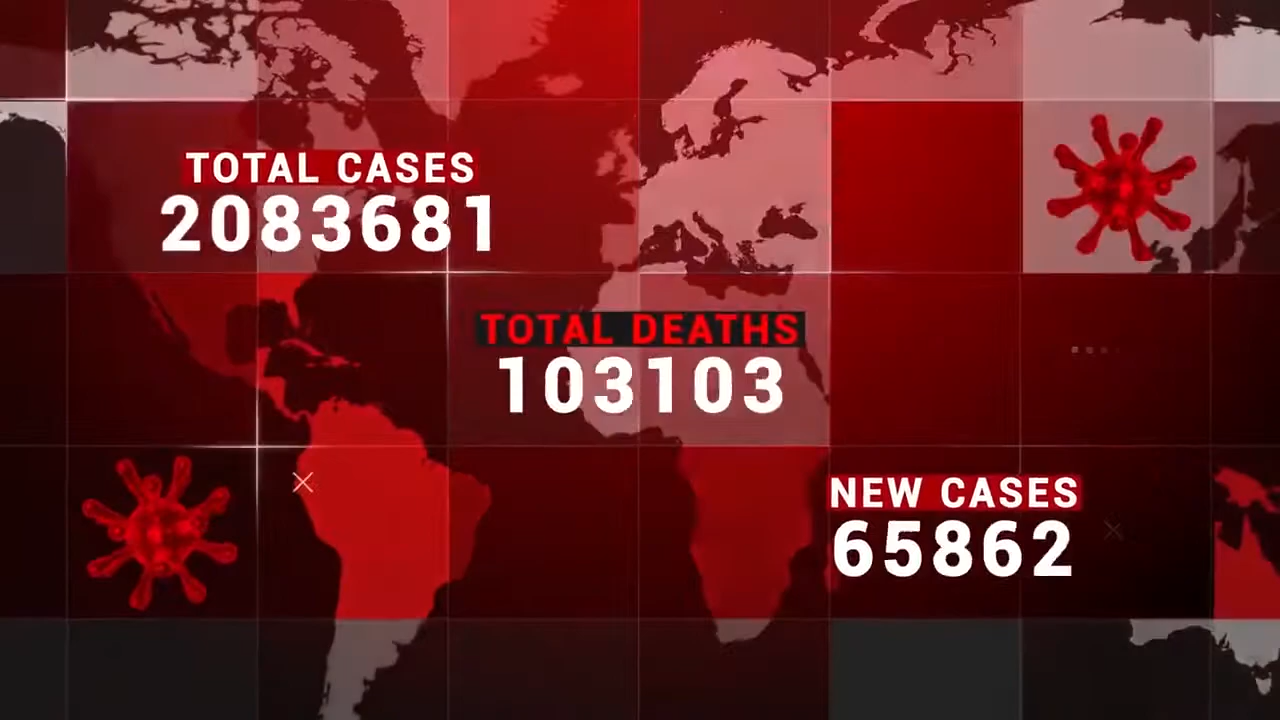 TOTAL CASES
2083681
TOTAL DEATHS
103103
NEW CASES
65862